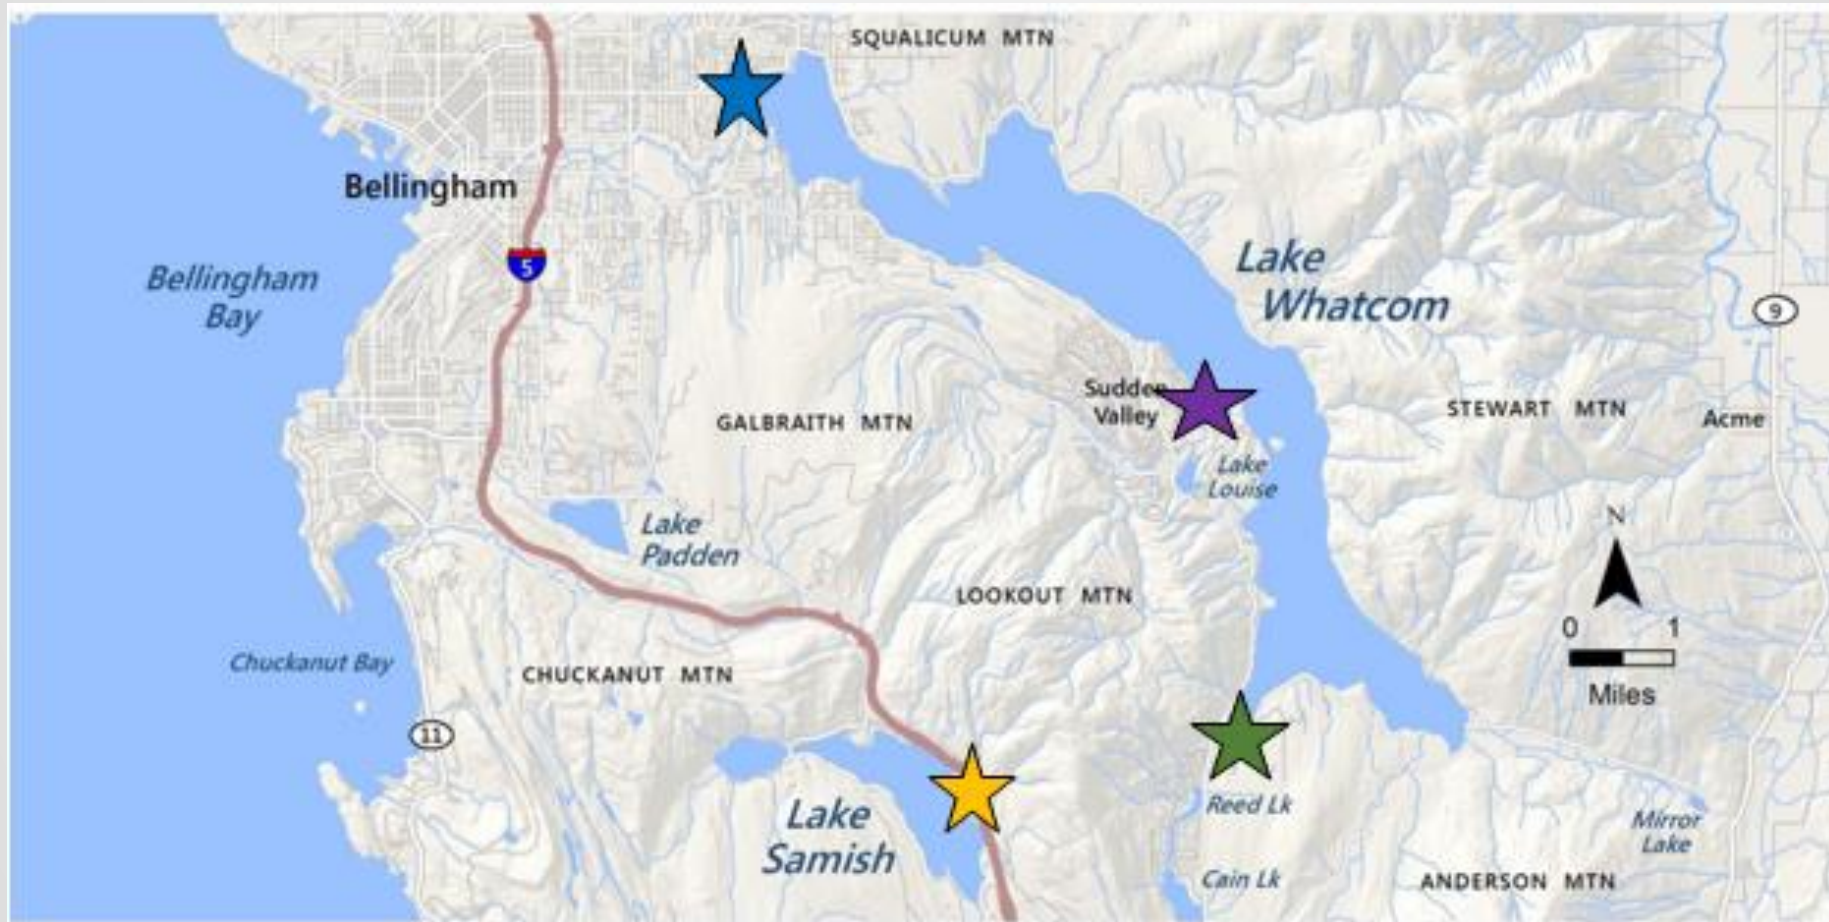 SQUALICUM MTN
Bellingham
5
Bellingham
Bay
Lake
Whatcom
9
Sudden
Valley
GALBRAITH MTN
STEWART MTN
Acme
Lake
Louise
Lake
Padden
N
LOOKOUT MTN
0 1
Miles
Chuckanut Bay
CHUCKANUT MTN
11
Lake
Samish
Reed Lk
Mirror
Lake
Cain Lk
ANDERSON MTN